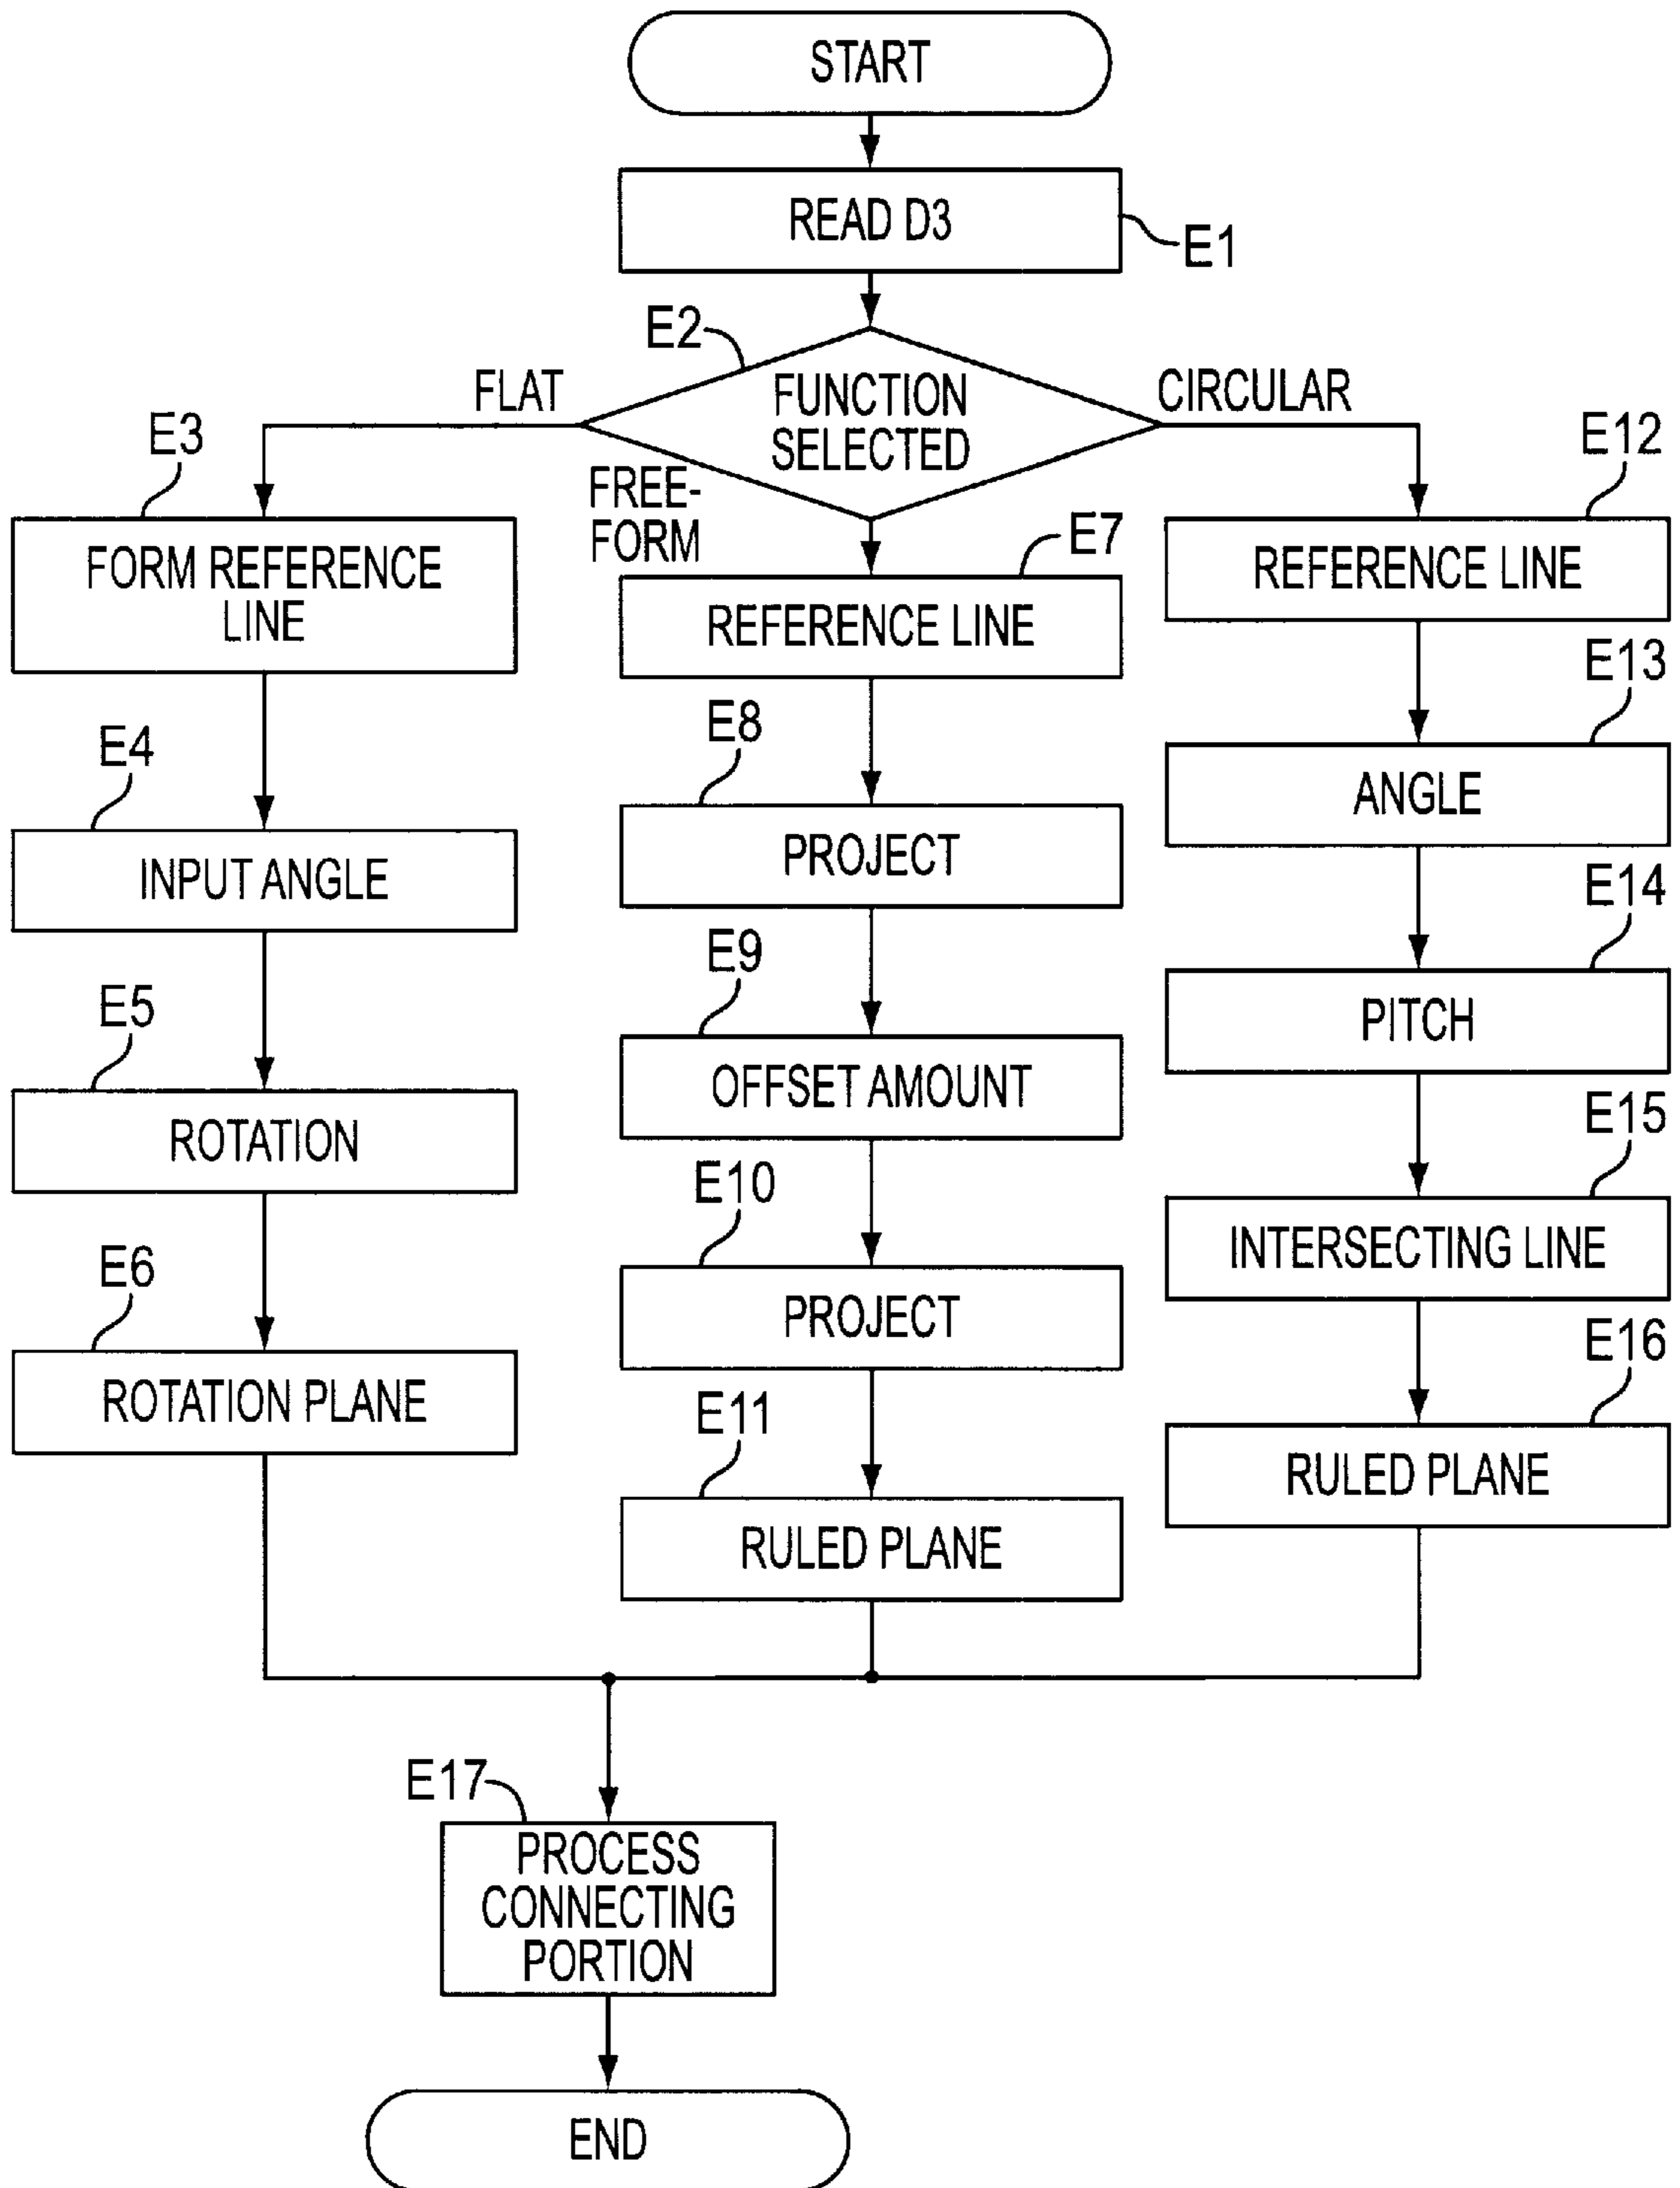 START
READ D3
E1
E2
FUNCTION
SELECTED
FLAT
FREE-
FORM
CIRCULAR
E3
FORM REFERENCE
LINE
E4
INPUT ANGLE
E5
ROTATION
E6
ROTATION PLANE
E7
REFERENCE LINE
E8
PROJECT
E9
OFFSET AMOUNT
E10
PROJECT
E11
RULED PLANE
E12
REFERENCE LINE
E13
ANGLE
E14
PITCH
E15
INTERSECTING LINE
E16
RULED PLANE
E17
PROCESS
CONNECTING
PORTION
END